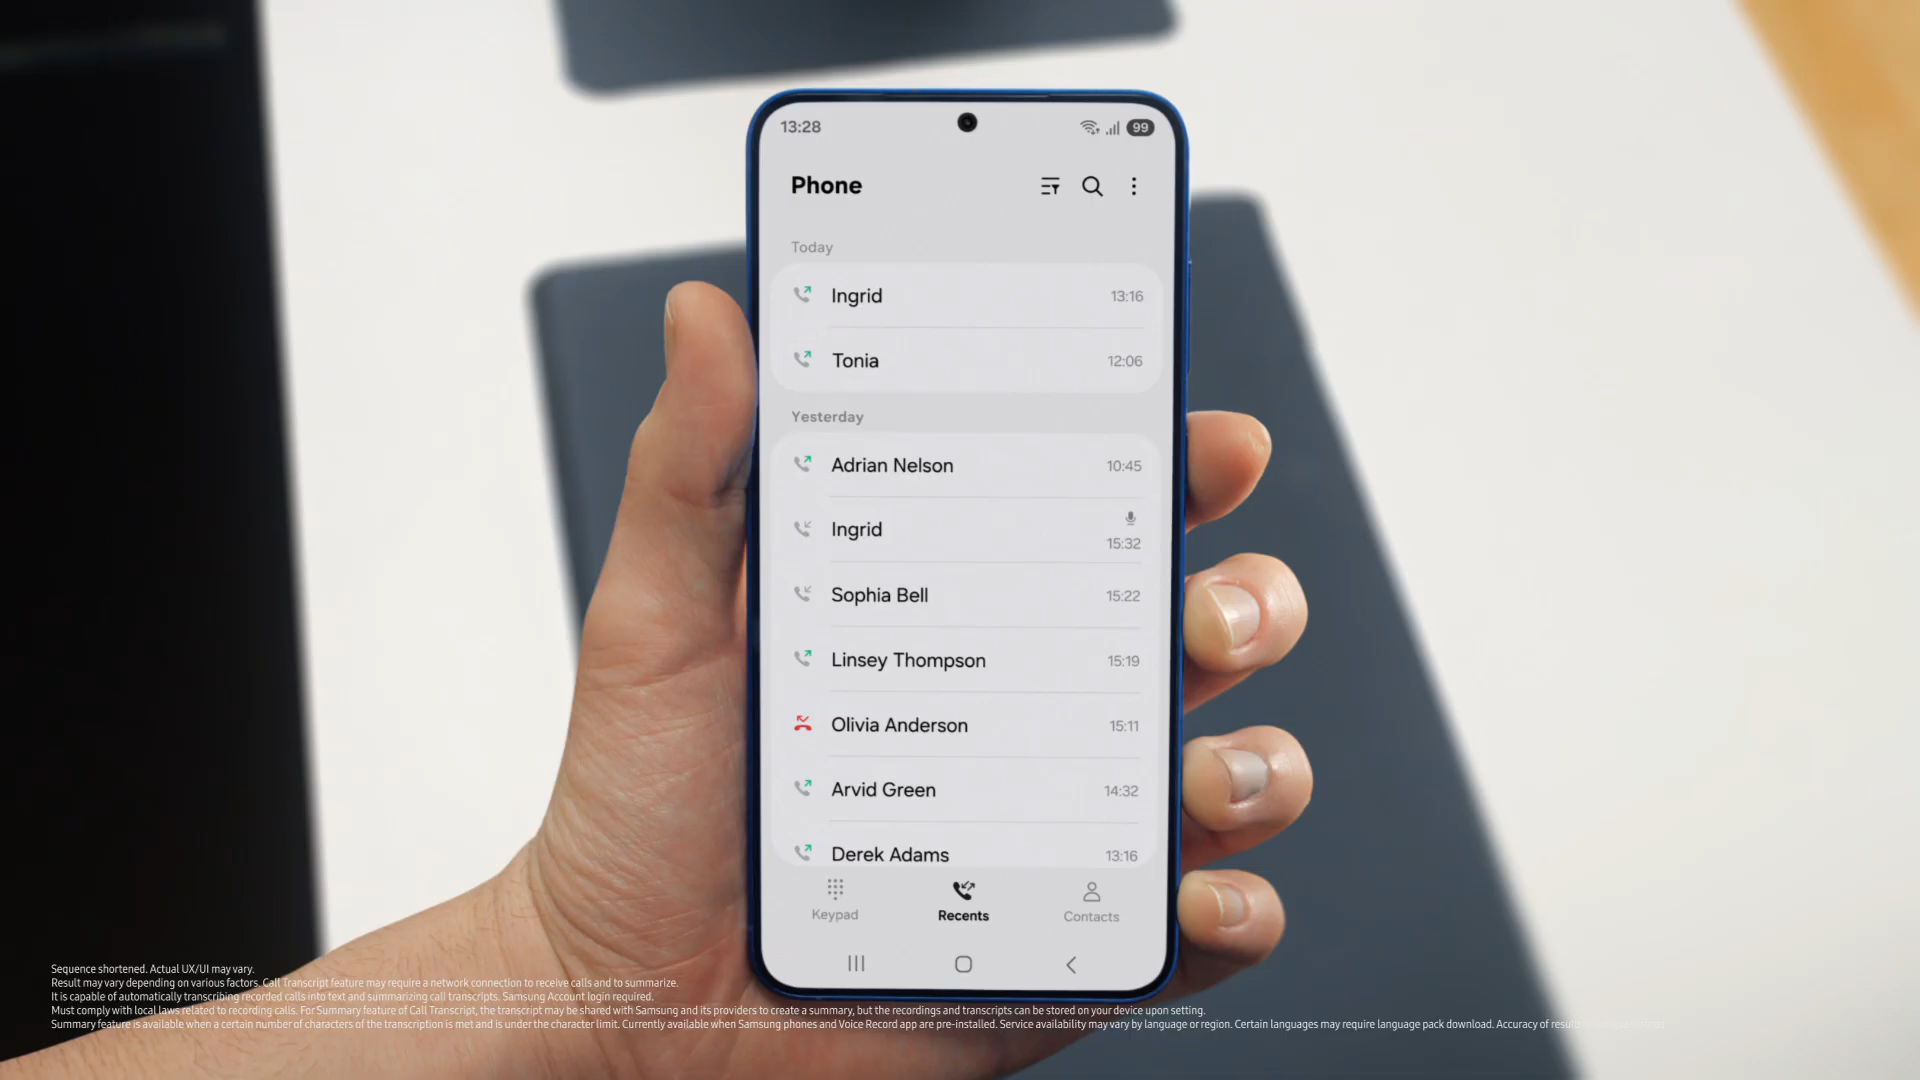 13:28
99
Phone
Today
Ingrid 13:16
Tonia 12:06
Yesterday
Adrian Nelson 10:45
Ingrid 15:32
Sophia Bell 15:22
Linsey Thompson 15:19
Olivia Anderson 15:11
Arvid Green 14:32
Derek Adams 13:16
Keypad Recents Contacts
Sequence shortened. Actual UX/UI may vary.
Result may vary depending on various factors. Call Transcript feature may require a network connection to receive calls and to summarize.
It is capable of automatically transcribing recorded calls into text and summarizing call transcripts. Samsung Account login required.
Must comply with local laws related to recording calls. For Summary feature of Call Transcript, the transcript may be shared with Samsung and its providers to create a summary, but the recordings and transcripts can be stored on your device upon setting.
Summary feature is available when a certain number of characters of the transcription is met and is under the character limit. Currently available when Samsung phones and Voice Record app are pre-installed. Service availability may vary by language or region. Certain languages may require language pack download. Accuracy of